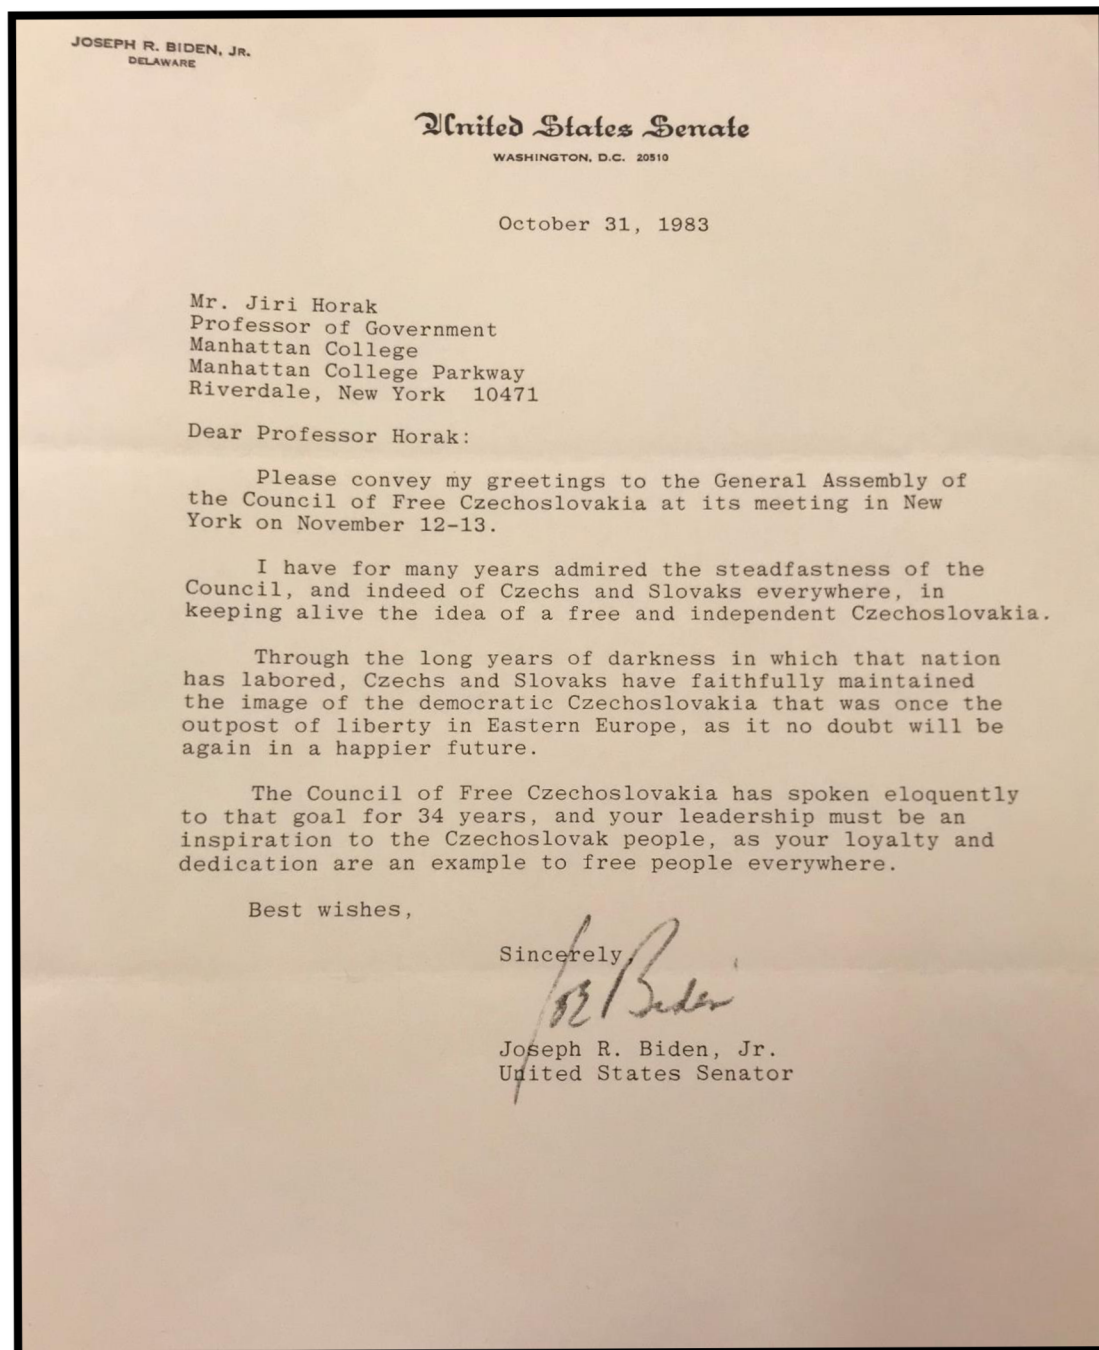 JOSEPH R. BIDEN, JR.
DELAWARE
United States Senate
WASHINGTON, D.C. 20510
October 31, 1983
Mr. Jiri Horak
Professor of Government
Manhattan College
Manhattan College Parkway
Riverdale, New York  10471
Dear Professor Horak:
Please convey my greetings to the General Assembly of
the Council of Free Czechoslovakia at its meeting in New
York on November 12-13.
I have for many years admired the steadfastness of the
Council, and indeed of Czechs and Slovaks everywhere, in
keeping alive the idea of a free and independent Czechoslovakia.
Through the long years of darkness in which that nation
has labored, Czechs and Slovaks have faithfully maintained
the image of the democratic Czechoslovakia that was once the
outpost of liberty in Eastern Europe, as it no doubt will be
again in a happier future.
The Council of Free Czechoslovakia has spoken eloquently
to that goal for 34 years, and your leadership must be an
inspiration to the Czechoslovak people, as your loyalty and
dedication are an example to free people everywhere.
Best wishes,
Sincerely,
Joe Biden
Joseph R. Biden, Jr.
United States Senator